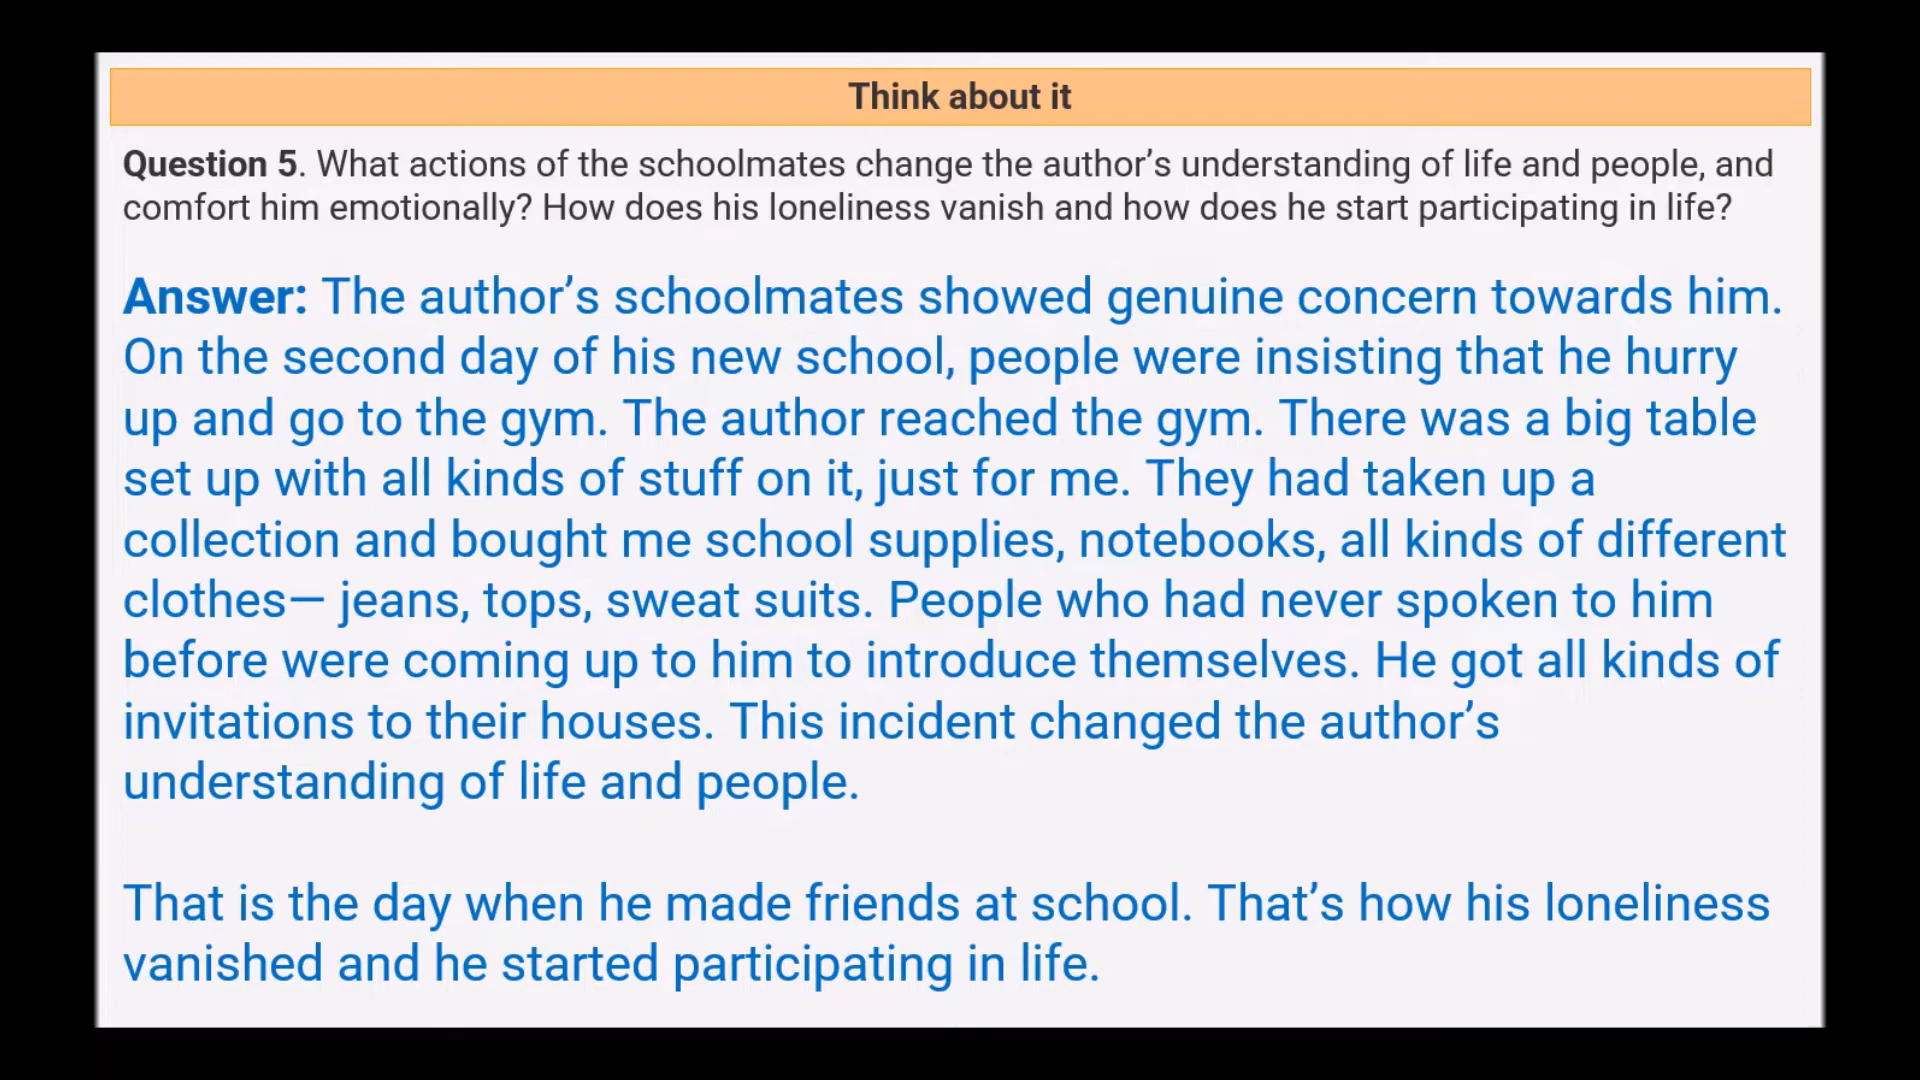 Think about it
Question 5. What actions of the schoolmates change the author’s understanding of life and people, and
comfort him emotionally? How does his loneliness vanish and how does he start participating in life?
Answer: The author’s schoolmates showed genuine concern towards him.
On the second day of his new school, people were insisting that he hurry
up and go to the gym. The author reached the gym. There was a big table
set up with all kinds of stuff on it, just for me. They had taken up a
collection and bought me school supplies, notebooks, all kinds of different
clothes— jeans, tops, sweat suits. People who had never spoken to him
before were coming up to him to introduce themselves. He got all kinds of
invitations to their houses. This incident changed the author’s
understanding of life and people.
That is the day when he made friends at school. That’s how his loneliness
vanished and he started participating in life.